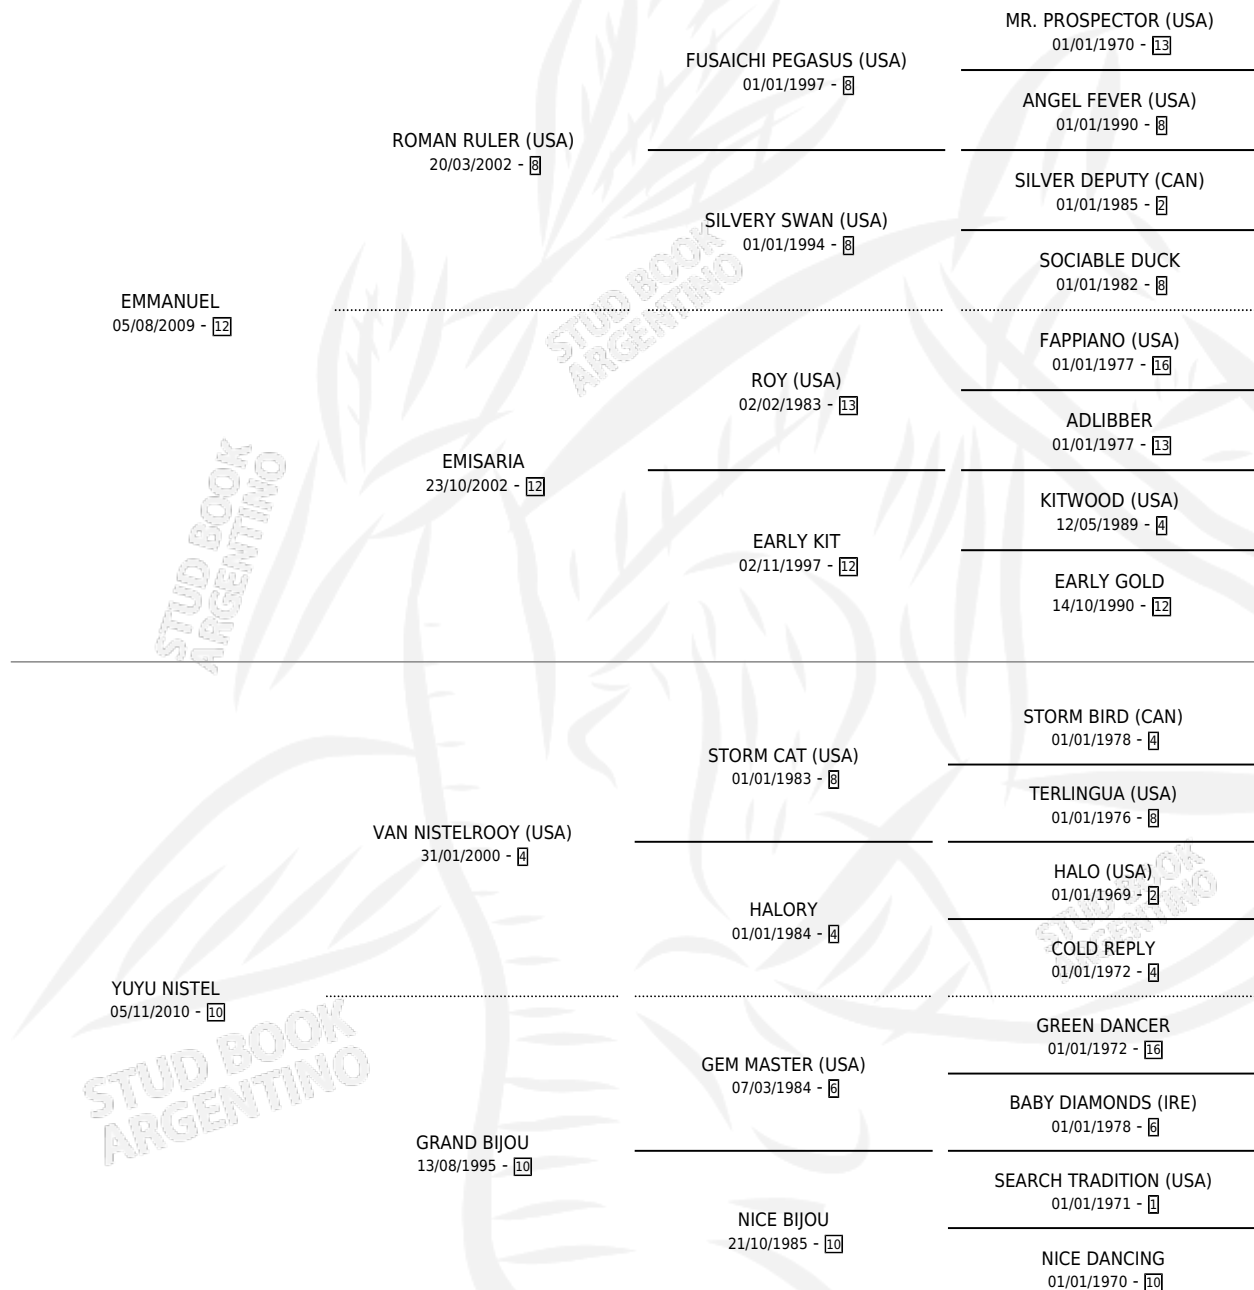 MR. PROSPECTOR (USA)
01/01/1970 - 13
FUSAICHI PEGASUS (USA)
01/01/1997 - 8
ANGEL FEVER (USA)
01/01/1990 - 8
ROMAN RULER (USA)
20/03/2002 - 8
SILVER DEPUTY (CAN)
01/01/1985 - 2
SILVERY SWAN (USA)
01/01/1994 - 8
SOCIABLE DUCK
01/01/1982 - 8
STUD BOOK
ARGENTINO
EMMANUEL
05/08/2009 - 12
FAPPIANO (USA)
01/01/1977 - 16
ROY (USA)
02/02/1983 - 13
ADLIBBER
01/01/1977 - 13
EMISARIA
23/10/2002 - 12
KITWOOD (USA)
12/05/1989 - 4
EARLY KIT
02/11/1997 - 12
EARLY GOLD
14/10/1990 - 12
STUD BOOK
ARGENTINO
STORM BIRD (CAN)
01/01/1978 - 4
STORM CAT (USA)
01/01/1983 - 8
TERLINGUA (USA)
01/01/1976 - 8
VAN NISTELROOY (USA)
31/01/2000 - 4
HALO (USA)
01/01/1969 - 2
HALORY
01/01/1984 - 4
COLD REPLY
01/01/1972 - 4
STUD BOOK
ARGENTINO
YUYU NISTEL
05/11/2010 - 10
GREEN DANCER
01/01/1972 - 16
GEM MASTER (USA)
07/03/1984 - 6
BABY DIAMONDS (IRE)
01/01/1978 - 6
STUD BOOK
ARGENTINO
GRAND BIJOU
13/08/1995 - 10
SEARCH TRADITION (USA)
01/01/1971 - 1
NICE BIJOU
21/10/1985 - 10
NICE DANCING
01/01/1970 - 10